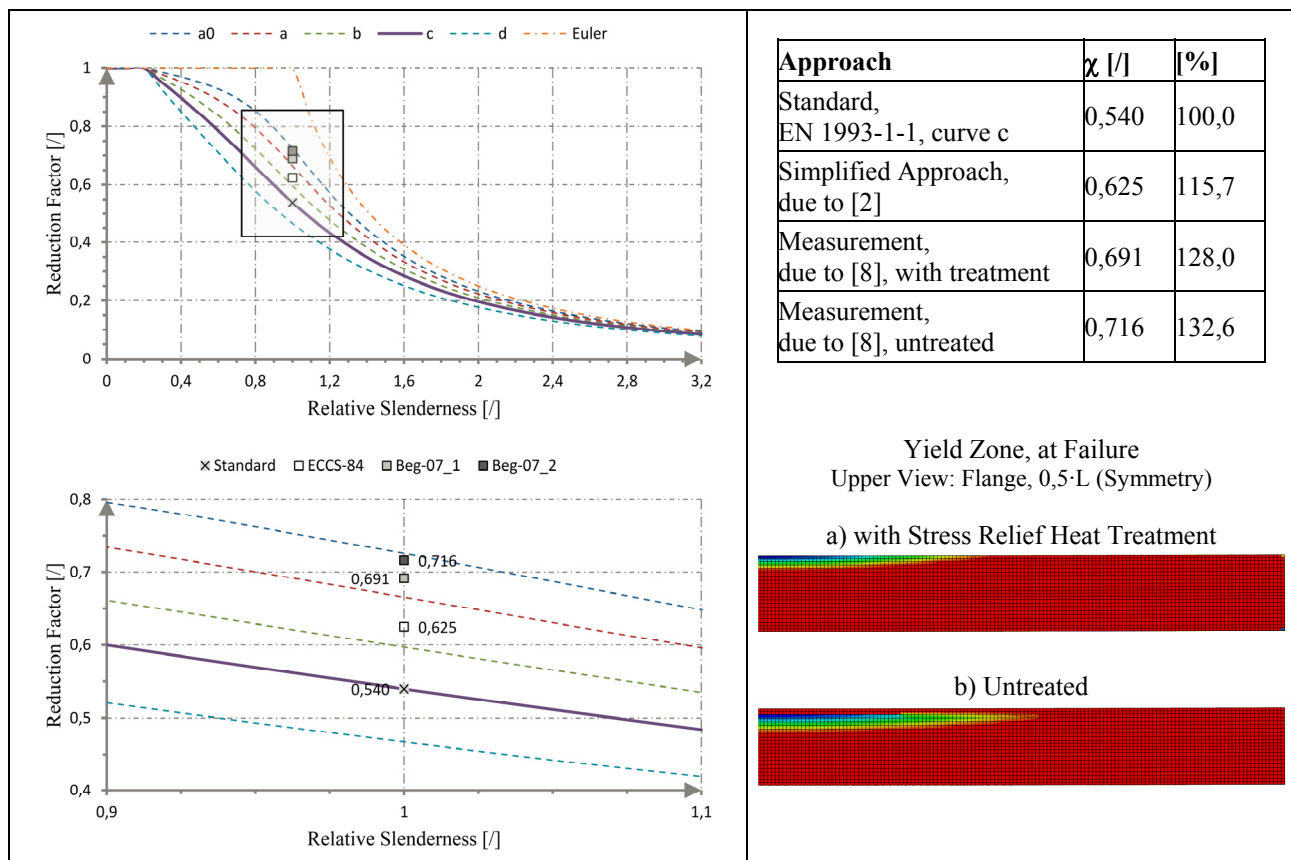 a0 a b c d Euler
1
0,8
0,6
0,4
0,2
0
Reduction Factor [/]
0 0,4 0,8 1,2 1,6 2 2,4 2,8 3,2
Relative Slenderness [/]
Standard ECCS-84 Beg-07_1 Beg-07_2
0,8
0,7
0,6
0,5
0,4
Reduction Factor [/]
0,716
0,691
0,625
0,540
0,9 1 1,1
Relative Slenderness [/]
Approach χ [/] [%]
Standard,
EN 1993-1-1, curve c 0,540 100,0
Simplified Approach,
due to [2] 0,625 115,7
Measurement,
due to [8], with treatment 0,691 128,0
Measurement,
due to [8], untreated 0,716 132,6
Yield Zone, at Failure
Upper View: Flange, 0,5·L (Symmetry)
a) with Stress Relief Heat Treatment
b) Untreated